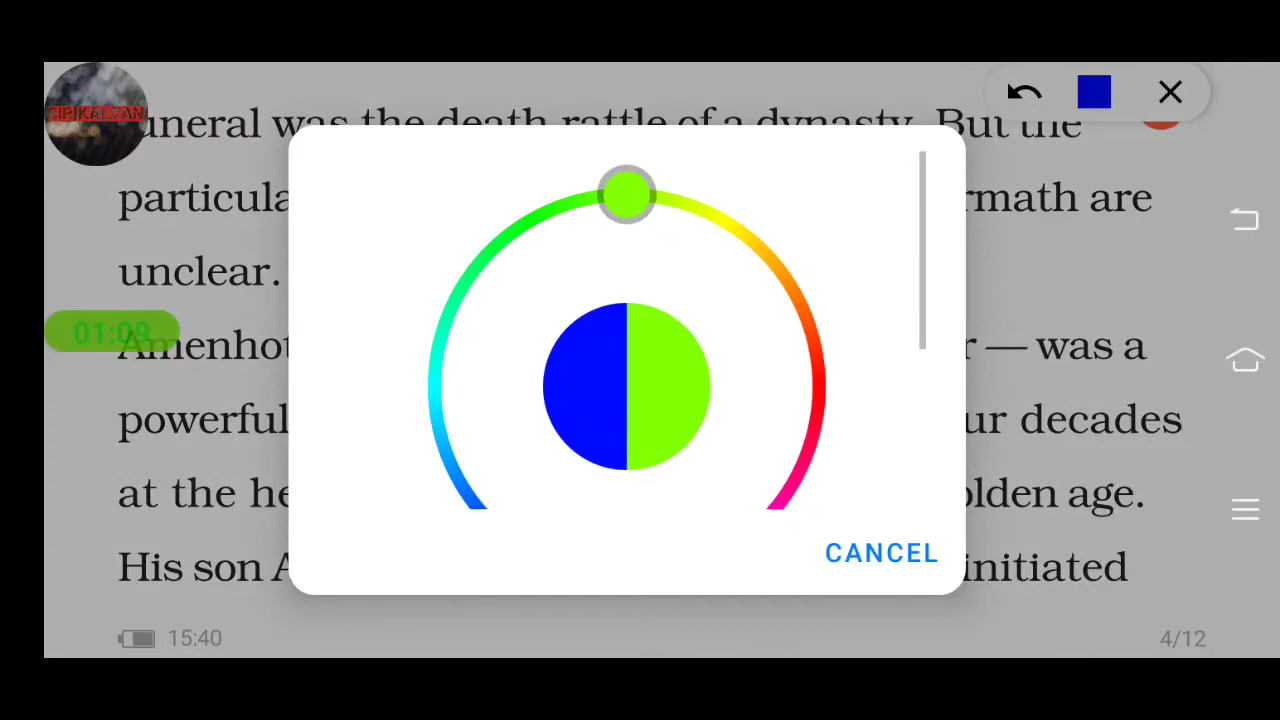 funeral was the death rattle of a dynasty. But the
particula rmath are
unclear.
01:09
Amenhot r — was a
powerful ur decades
at the he olden age.
His son A initiated
CANCEL
15:40
4/12